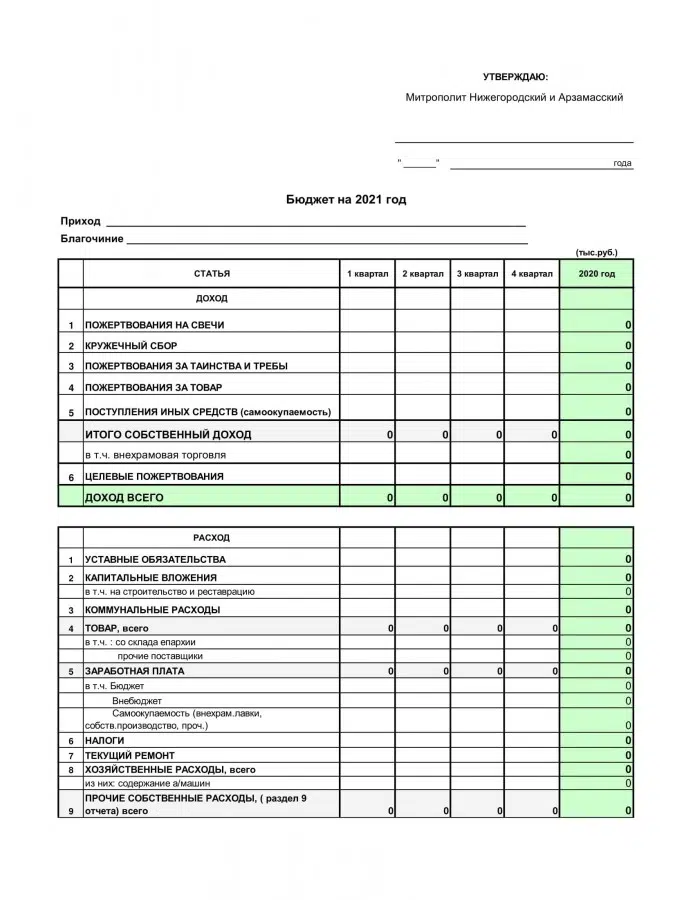 УТВЕРЖДАЮ:
Митрополит Нижегородский и Арзамасский
" ______" ______ года
Бюджет на 2021 год
Приход ______
Благочиние ______
(тыс.руб.)
СТАТЬЯ 1 квартал 2 квартал 3 квартал 4 квартал 2020 год
ДОХОД
1 ПОЖЕРТВОВАНИЯ НА СВЕЧИ 0
2 КРУЖЕЧНЫЙ СБОР 0
3 ПОЖЕРТВОВАНИЯ ЗА ТАИНСТВА И ТРЕБЫ 0
4 ПОЖЕРТВОВАНИЯ ЗА ТОВАР 0
5 ПОСТУПЛЕНИЯ ИНЫХ СРЕДСТВ (самоокупаемость) 0
ИТОГО СОБСТВЕННЫЙ ДОХОД 0 0 0 0 0
в т.ч. внехрамовая торговля 0
6 ЦЕЛЕВЫЕ ПОЖЕРТВОВАНИЯ 0
ДОХОД ВСЕГО 0 0 0 0 0
РАСХОД
1 УСТАВНЫЕ ОБЯЗАТЕЛЬСТВА 0
2 КАПИТАЛЬНЫЕ ВЛОЖЕНИЯ 0
в т.ч. на строительство и реставрацию 0
3 КОММУНАЛЬНЫЕ РАСХОДЫ 0
4 ТОВАР, всего 0 0 0 0 0
в т.ч. : со склада епархии 0
прочие поставщики 0
5 ЗАРАБОТНАЯ ПЛАТА 0 0 0 0 0
в т.ч. Бюджет 0
Внебюджет 0
Самоокупаемость (внехрам.лавки,
собств.производство, проч.) 0
6 НАЛОГИ 0
7 ТЕКУЩИЙ РЕМОНТ 0
8 ХОЗЯЙСТВЕННЫЕ РАСХОДЫ, всего 0
из них: содержание а/машин 0
ПРОЧИЕ СОБСТВЕННЫЕ РАСХОДЫ, ( раздел 9
9 отчета) всего 0 0 0 0 0